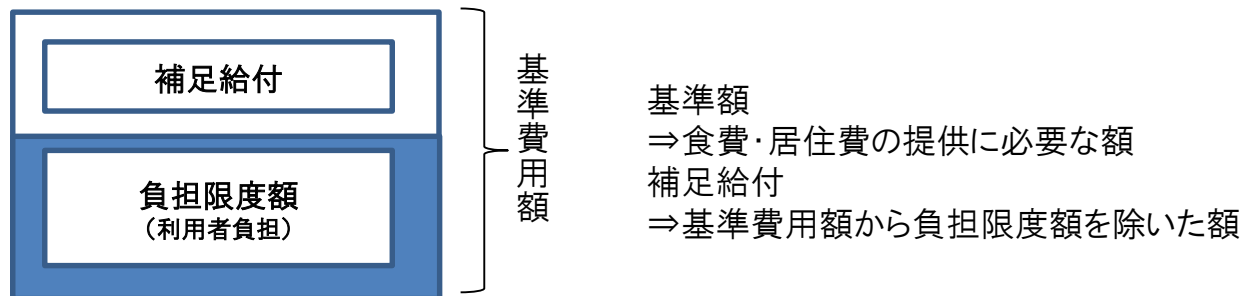 補足給付
負担限度額
（利用者負担）
基準費用額
基準額
⇒食費・居住費の提供に必要な額
補足給付
⇒基準費用額から負担限度額を除いた額